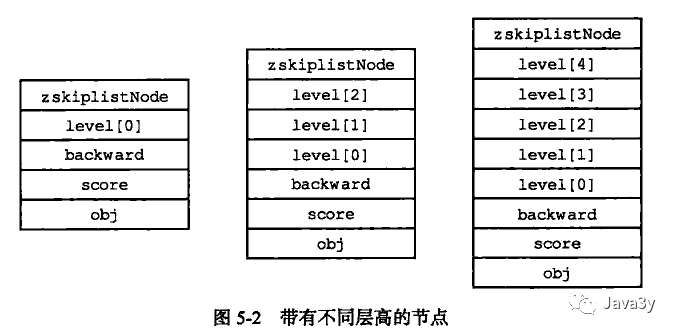 zskiplistNode
level[0]
backward
score
obj
zskiplistNode
level[2]
level[1]
level[0]
backward
score
obj
zskiplistNode
level[4]
level[3]
level[2]
level[1]
level[0]
backward
score
obj
图 5-2 带有不同层高的节点
Java3y